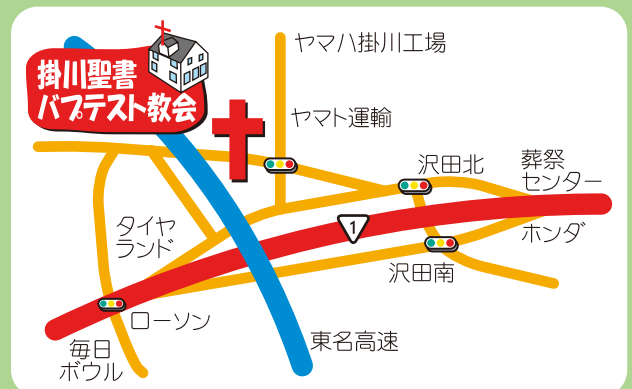 掛川聖書
バプテスト教会
ヤマハ掛川工場
ヤマト運輸
沢田北
葬祭
センター
タイヤ
ランド
1
ホンダ
沢田南
ローソン
東名高速
毎日
ボウル